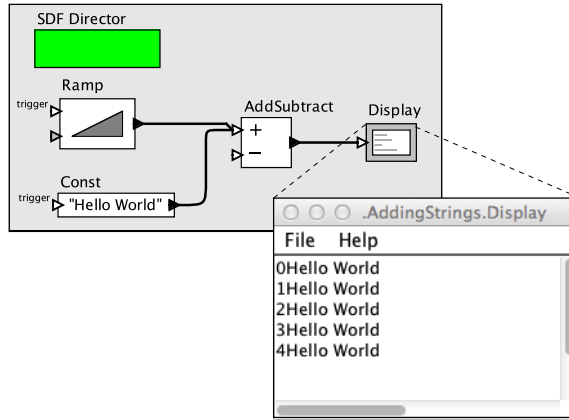 SDF Director
Ramp
trigger
AddSubtract
Display
+
−
Const
trigger
"Hello World"
.AddingStrings.Display
File Help
0Hello World
1Hello World
2Hello World
3Hello World
4Hello World